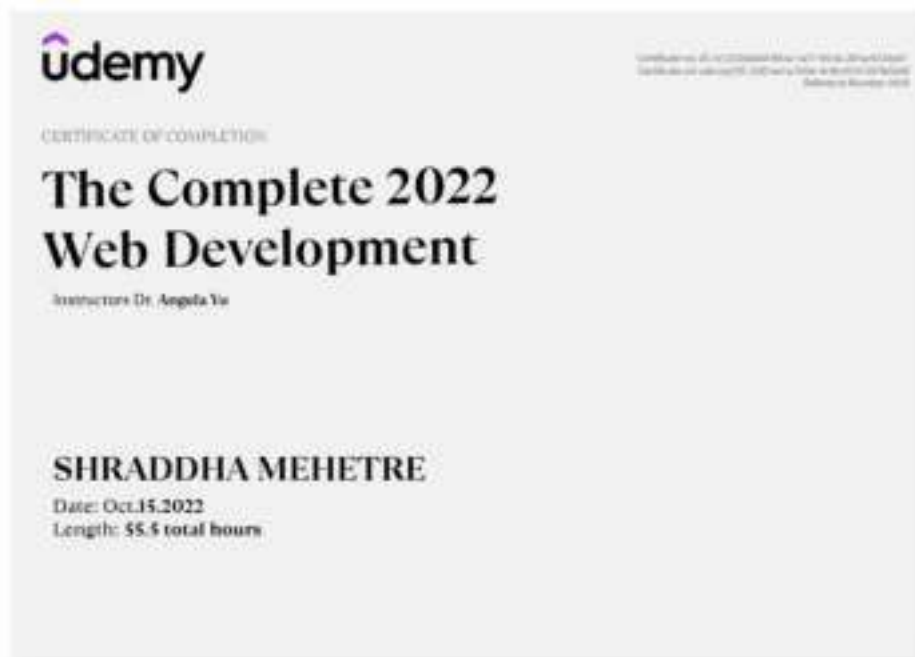 udemy
CERTIFICATE OF COMPLETION
The Complete 2022
Web Development
Instructors Dr. Angela Yu
SHRADDHA MEHETRE
Date: Oct.15.2022
Length: 55.5 total hours